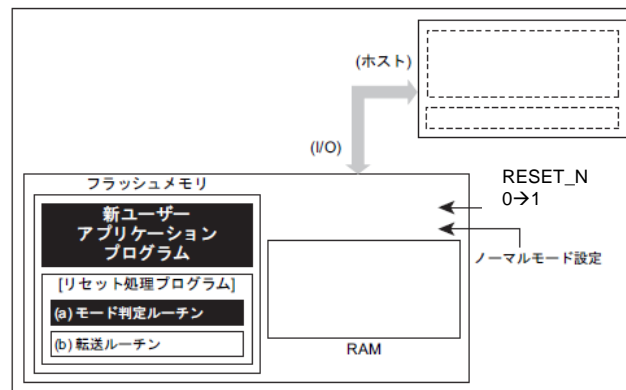 (ホスト)
(I/O)
RESET_N
0→1
ノーマルモード設定
フラッシュメモリ
新ユーザー
アプリケーション
プログラム
[リセット処理プログラム]
(a) モード判定ルーチン
(b) 転送ルーチン
RAM